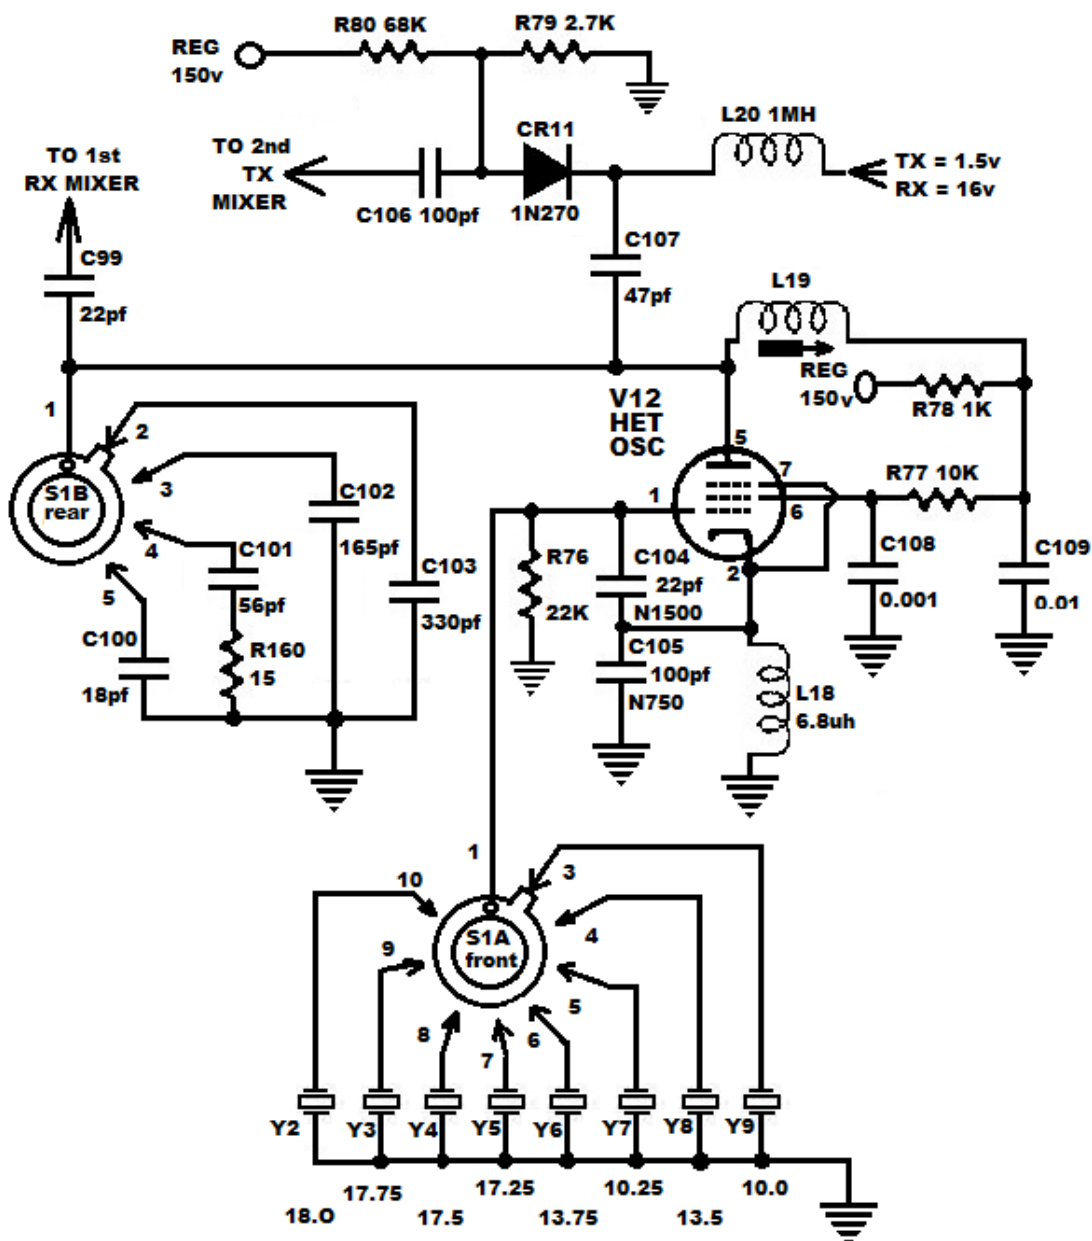 R80 68K
R79 2.7K
REG
150v
L20 1MH
CR11
TO 2nd
TX
MIXER
TX = 1.5v
RX = 16v
TO 1st
RX MIXER
C106 100pf
1N270
C107
47pf
C99
22pf
L19
REG
150v
R78 1K
V12
HET
OSC
1
2
3
4
5
S1B
rear
C102
165pf
C101
56pf
C103
330pf
C100
18pf
R160
15
5
7
1
6
2
R77 10K
R76
22K
C104
22pf
N1500
C105
100pf
N750
C108
0.001
C109
0.01
L18
6.8uh
1
3
10
4
9
S1A
front
5
8
7
6
Y2
Y3
Y4
Y5
Y6
Y7
Y8
Y9
17.75
17.25
10.25
10.0
18.0
17.5
13.75
13.5